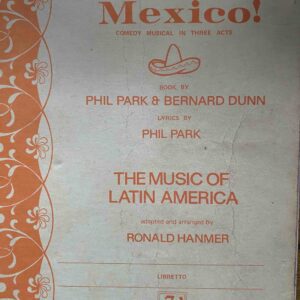 Mexico!
COMEDY MUSICAL IN THREE ACTS
BOOK BY
PHIL PARK & BERNARD DUNN
LYRICS BY
PHIL PARK
THE MUSIC OF
LATIN AMERICA
adapted and arranged by
RONALD HANMER
LIBRETTO